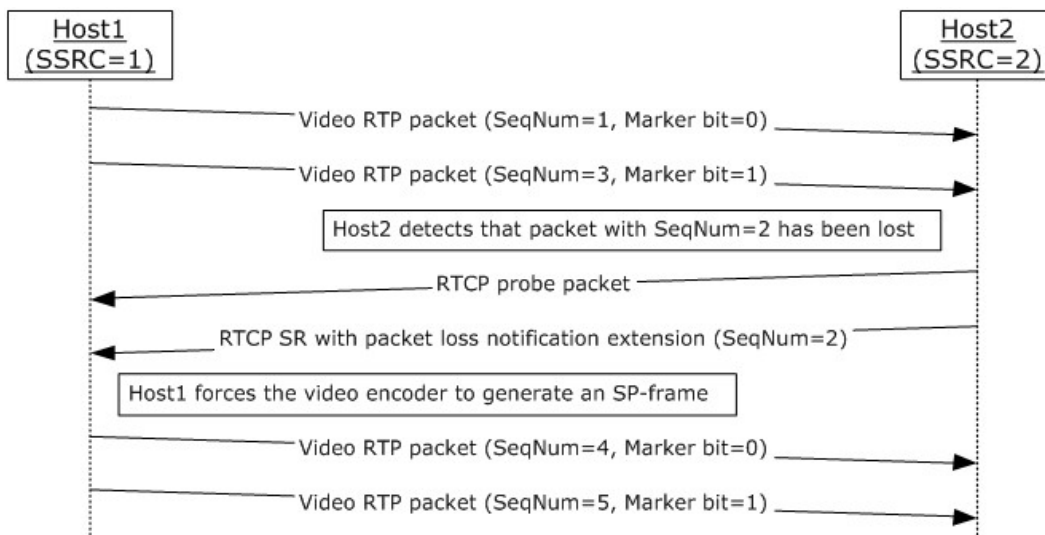 Host1
(SSRC=1)
Host2
(SSRC=2)
Video RTP packet (SeqNum=1, Marker bit=0)
Video RTP packet (SeqNum=3, Marker bit=1)
Host2 detects that packet with SeqNum=2 has been lost
RTCP probe packet
RTCP SR with packet loss notification extension (SeqNum=2)
Host1 forces the video encoder to generate an SP-frame
Video RTP packet (SeqNum=4, Marker bit=0)
Video RTP packet (SeqNum=5, Marker bit=1)